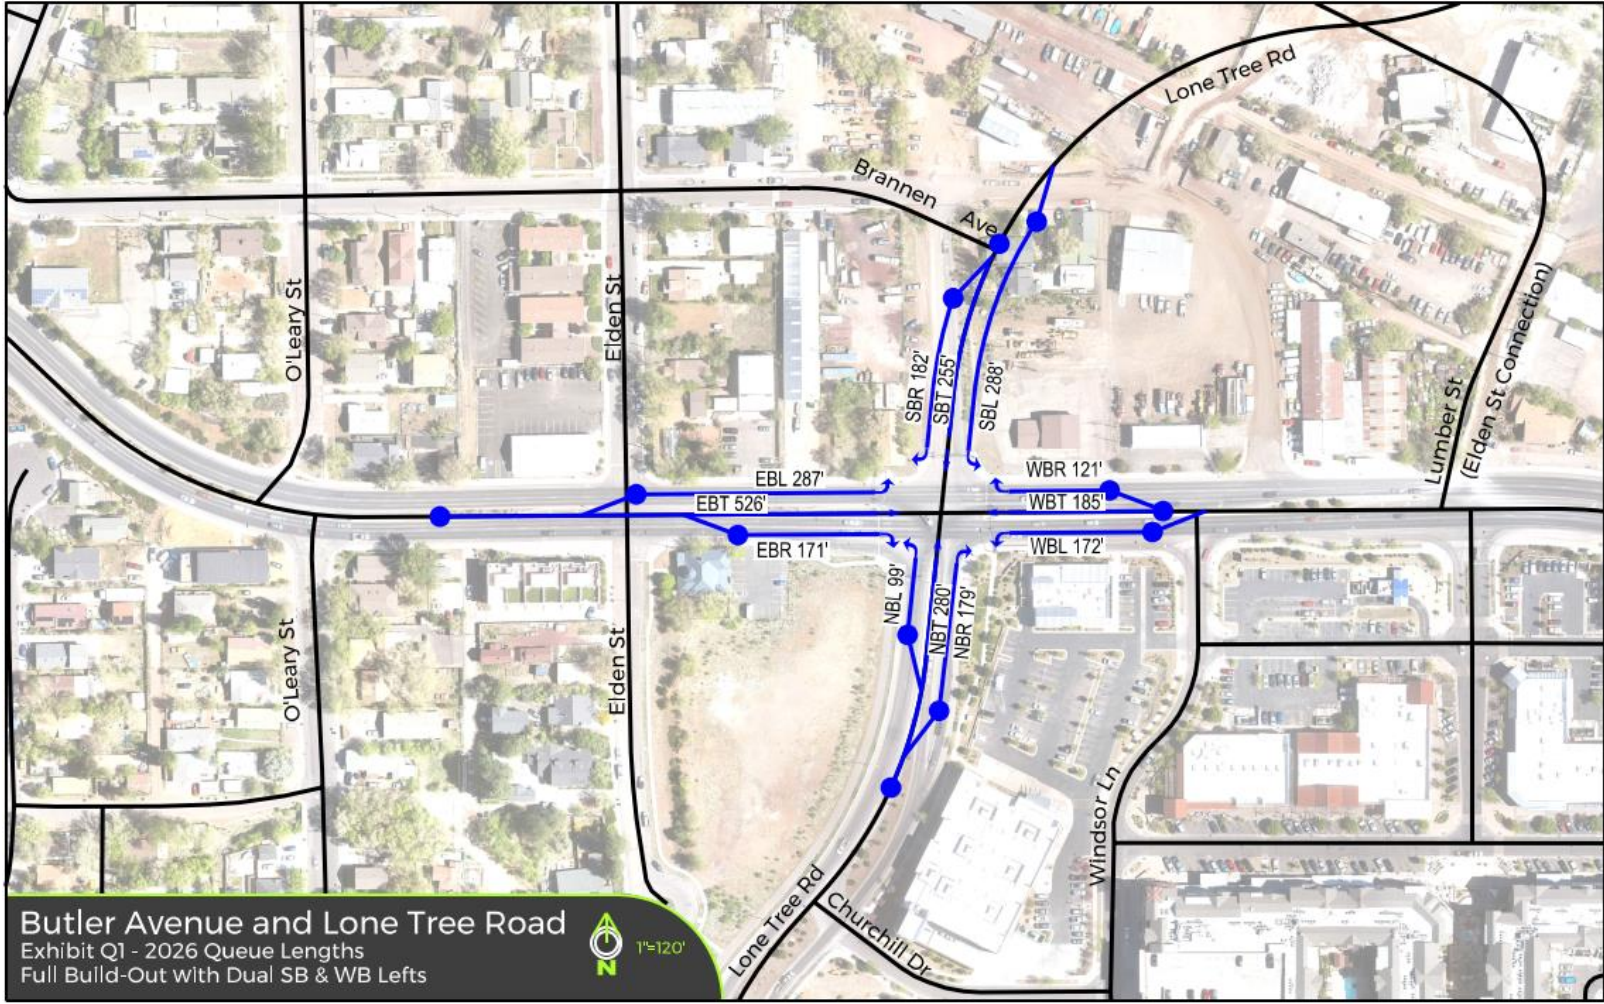 Lone Tree Rd
Brannen
Ave
O'Leary St
Elden St
SBR 182'
SBT 255'
SBL 288'
Lumber St
(Elden St Connection)
EBL 287'
WBR 121'
EBT 526'
WBT 185'
EBR 171'
WBL 172'
NBL 99'
NBT 280'
NBR 179'
O'Leary St
Elden St
Windsor Ln
Lone Tree Rd
Churchill Dr
Butler Avenue and Lone Tree Road
Exhibit Q1 - 2026 Queue Lengths
Full Build-Out with Dual SB & WB Lefts
N
1"=120'